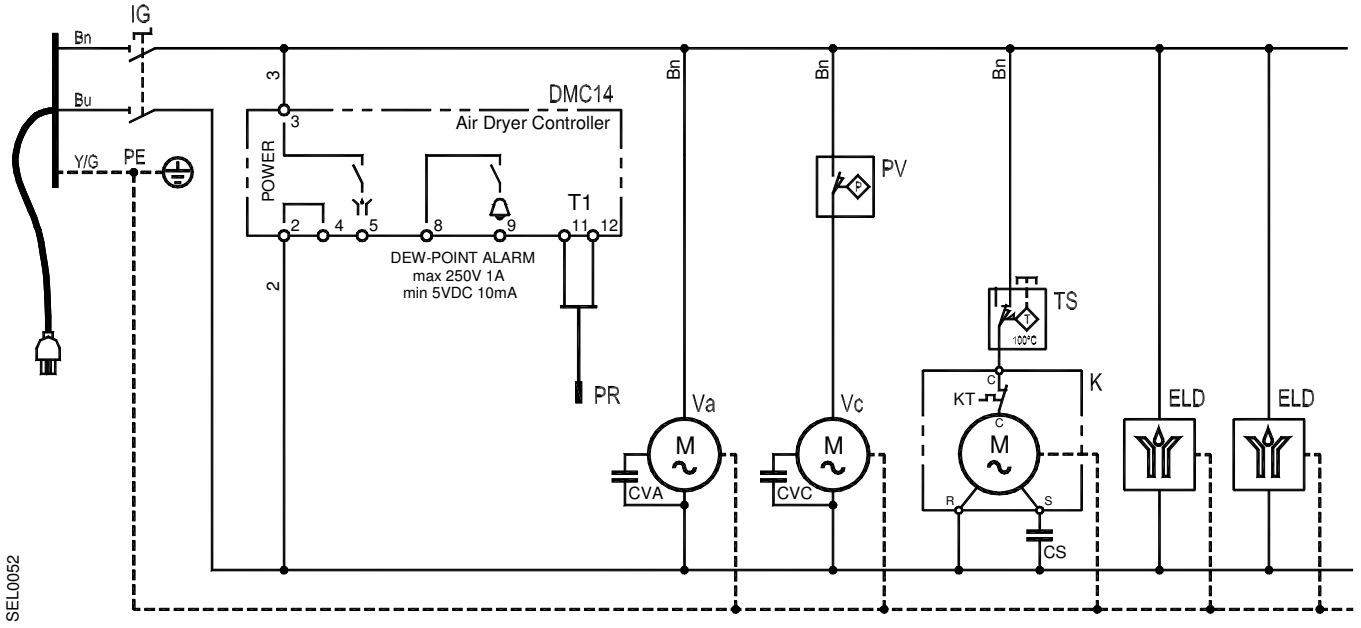 IG
Bn
Bu
Y/G
PE
3
DMC14
3
Air Dryer Controller
POWER
T1
2
4
5
8
9
11
12
DEW-POINT ALARM
max 250V 1A
min 5VDC 10mA
2
PR
Bn
Bn
Bn
PV
P
TS
T
100°C
Va
M
CVA
Vc
M
CVC
C
K
KT
C
M
R
S
CS
ELD
ELD
SEL0052